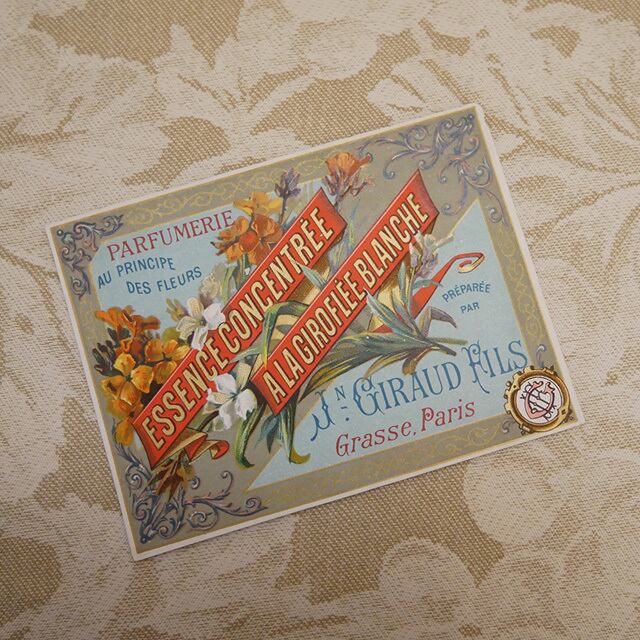 PARFUMERIE
AU PRINCIPE
DES FLEURS
ESSENCE CONCENTRÉE
A LA GIROFLÉE BLANCHE
PRÉPARÉE
PAR
JN GIRAUD FILS
Grasse, Paris